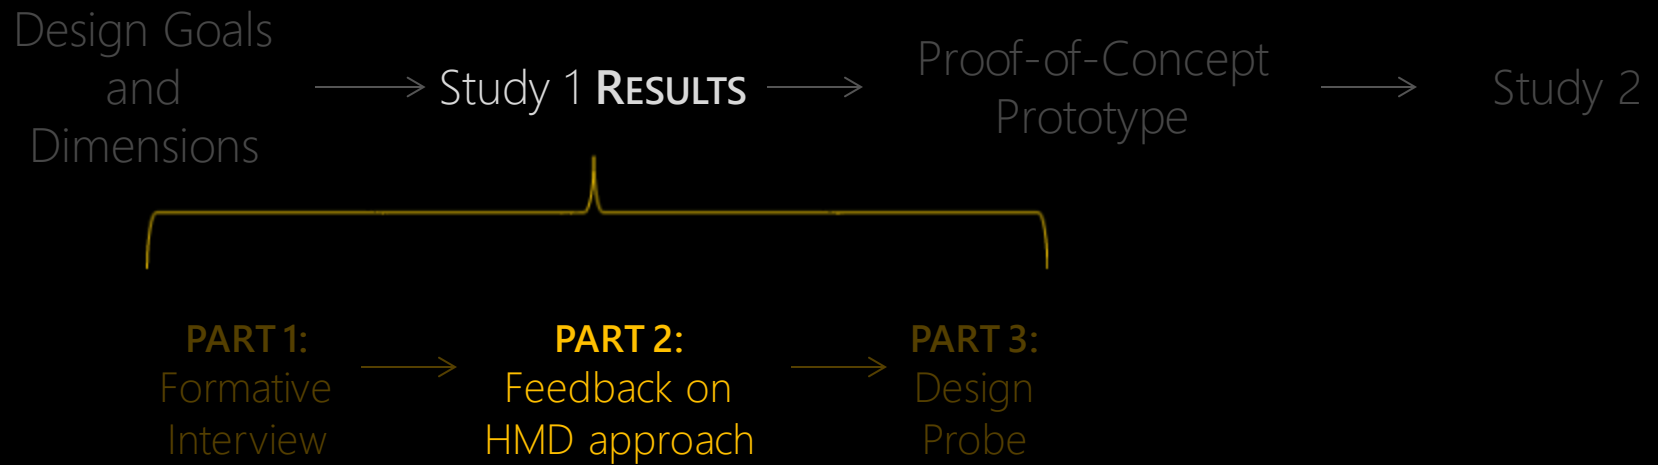 Design Goals
and
Dimensions
Study 1 RESULTS
Proof-of-Concept
Prototype
Study 2
PART 1:
Formative
Interview
PART 2:
Feedback on
HMD approach
PART 3:
Design
Probe